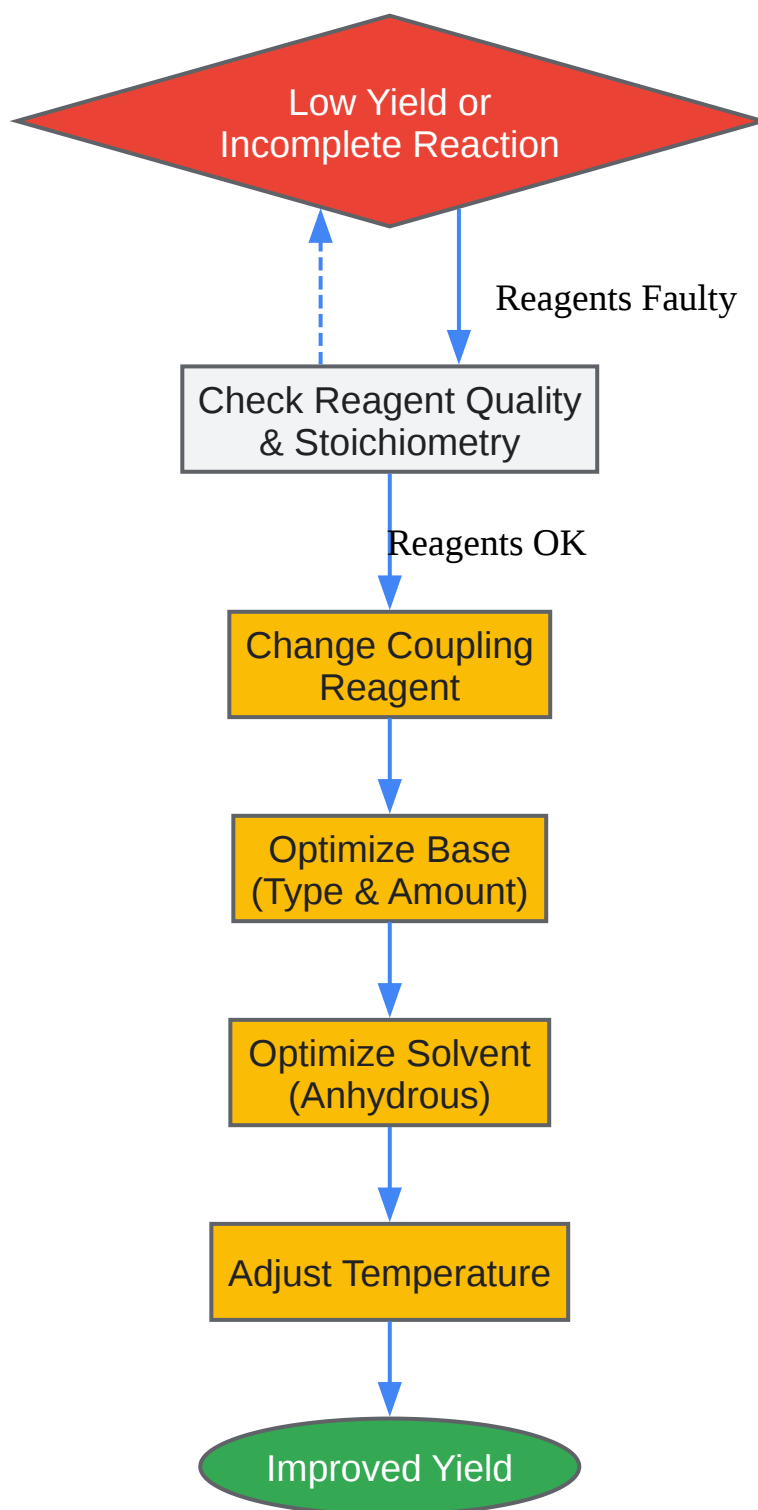 Low Yield or
Incomplete Reaction
Reagents Faulty
Check Reagent Quality
& Stoichiometry
Reagents OK
Change Coupling
Reagent
Optimize Base
(Type & Amount)
Optimize Solvent
(Anhydrous)
Adjust Temperature
Improved Yield